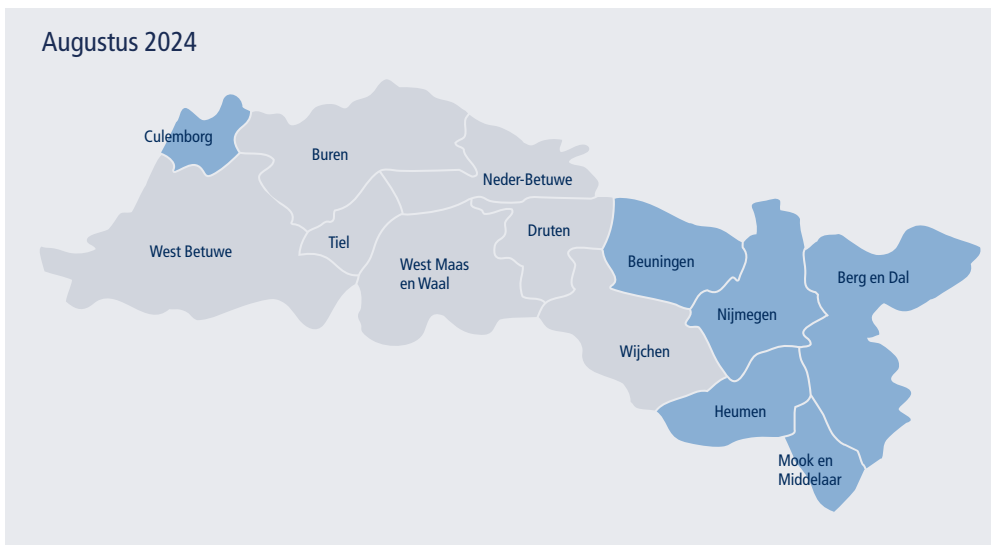 Augustus 2024
Culemborg
Buren
Neder-Betuwe
West Betuwe
Tiel
Druten
West Maas
en Waal
Beuningen
Berg en Dal
Nijmegen
Wijchen
Heumen
Mook en
Middelaar